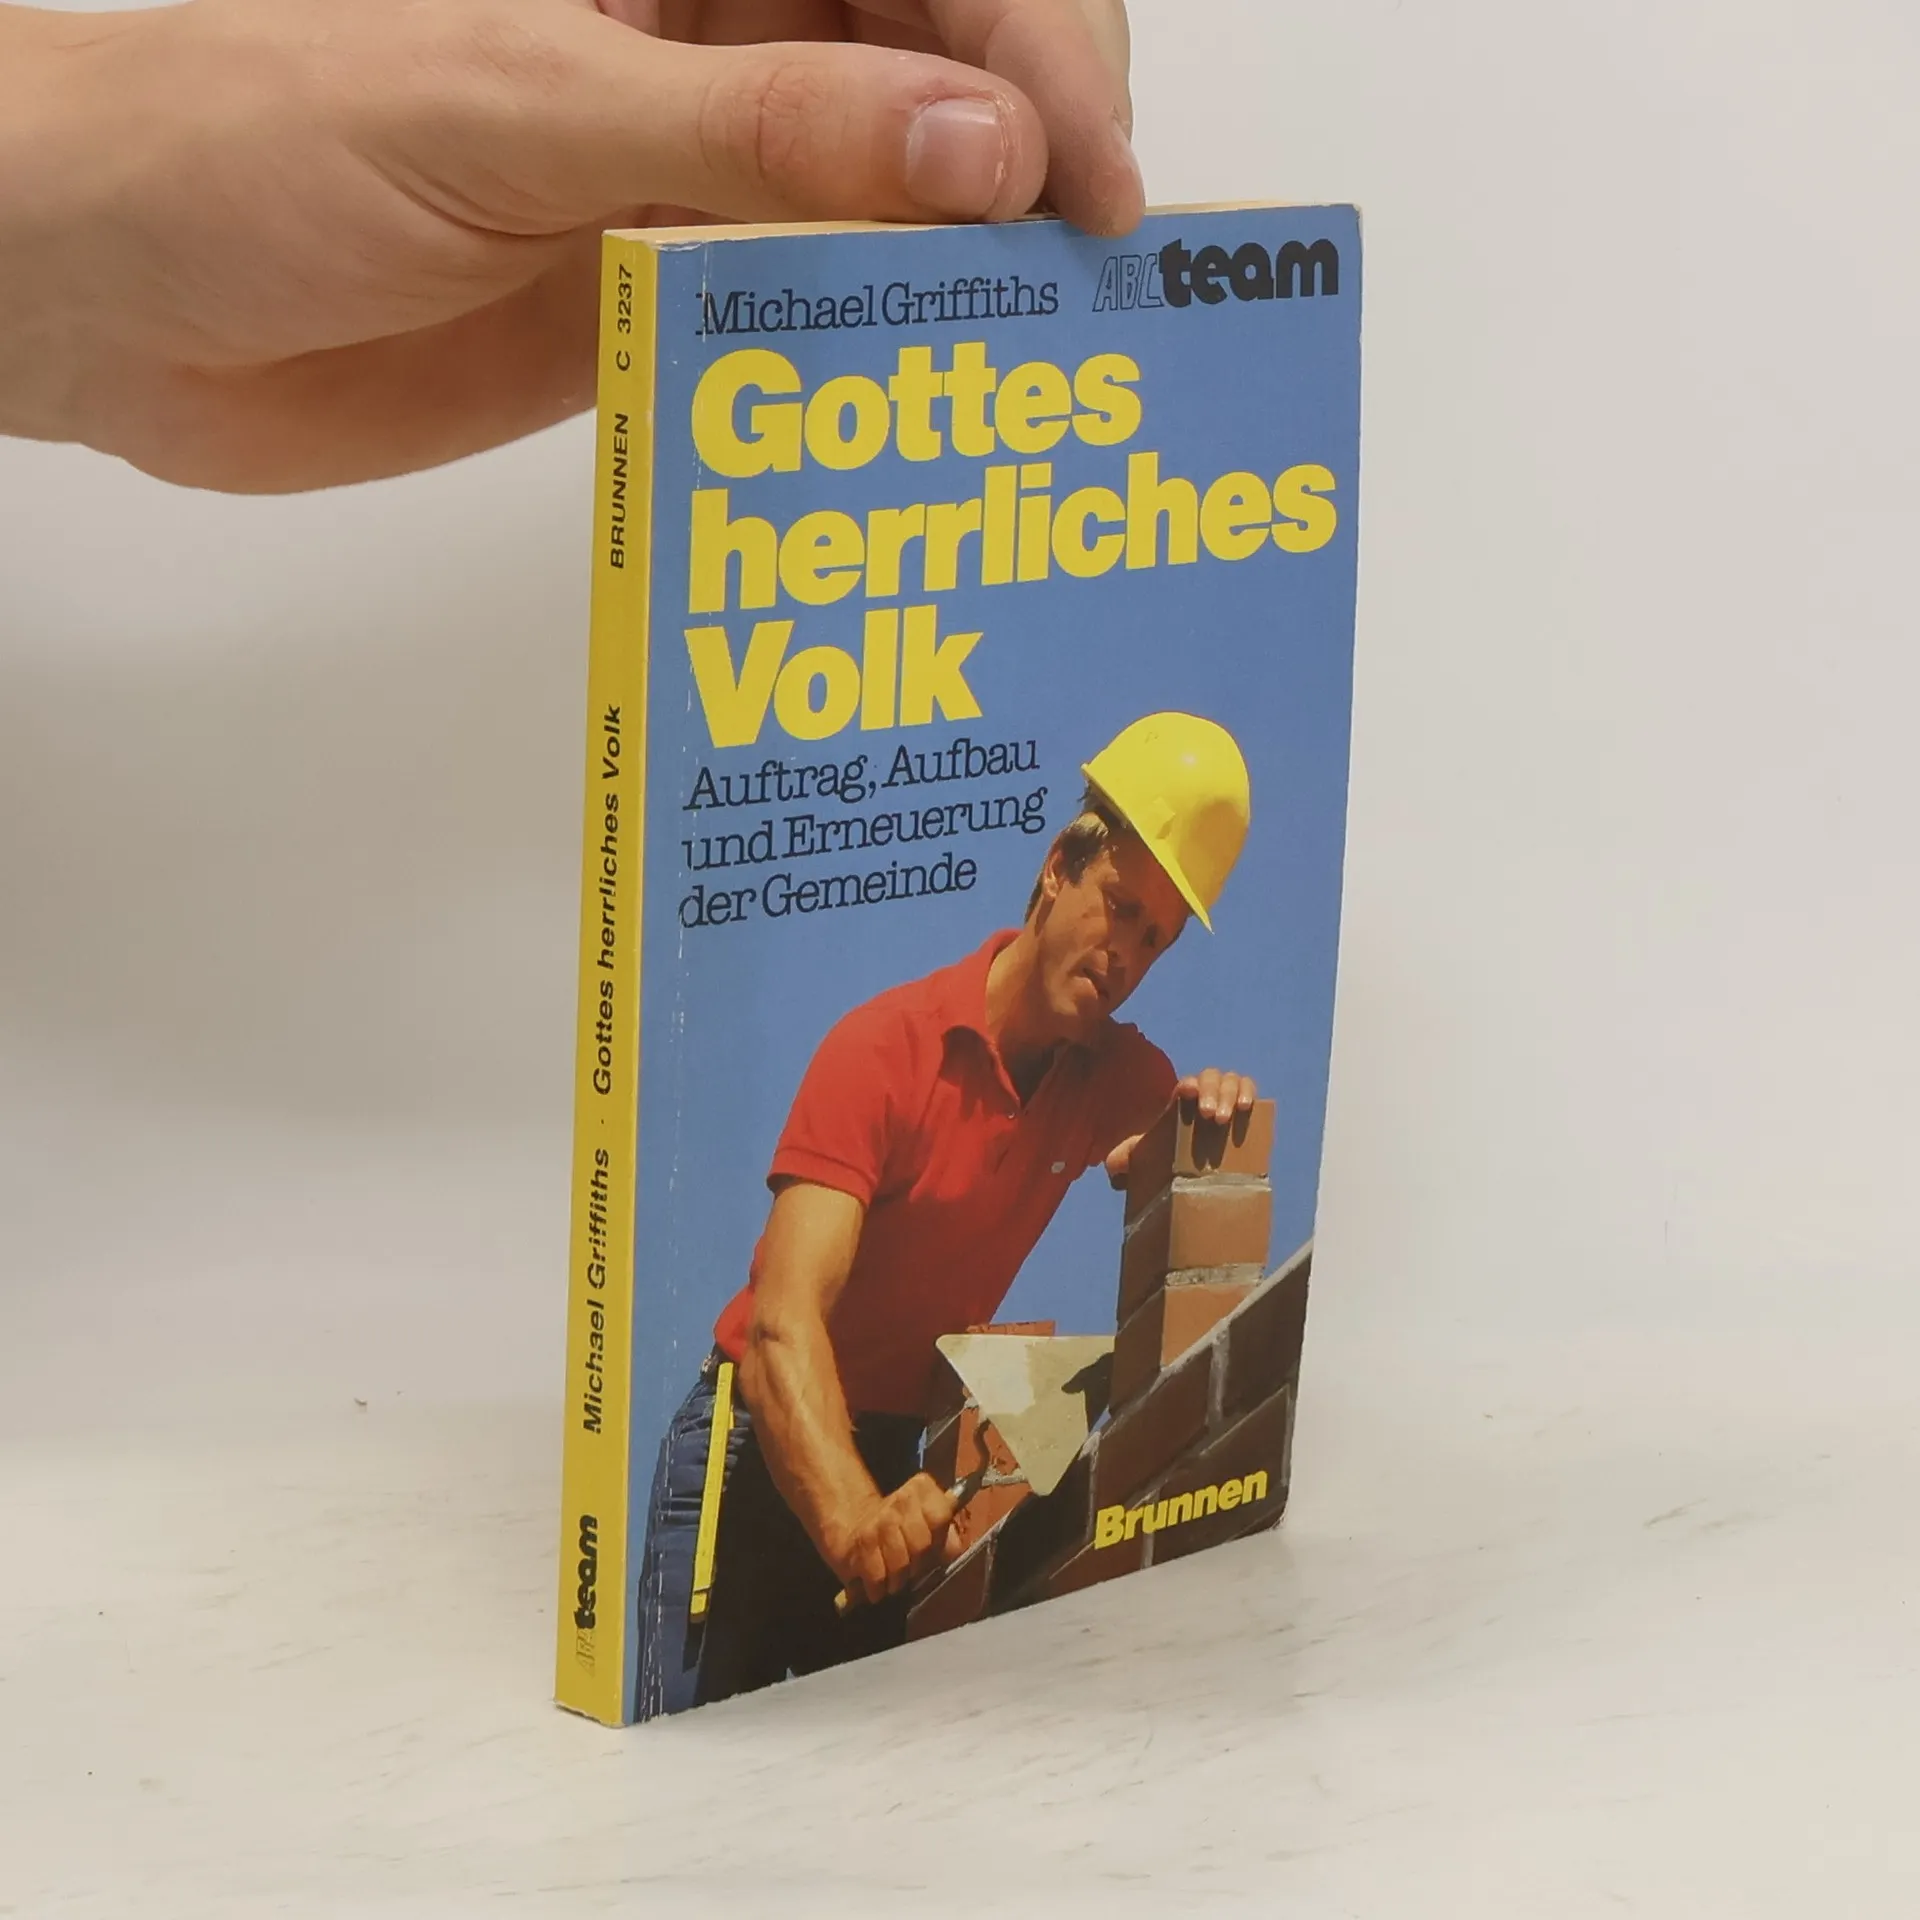 Michael Griffiths
ABCteam
Gottes
herrliches
Volk
Auftrag, Aufbau
und Erneuerung
der Gemeinde
Brunnen
ABCteam Michael Griffiths · Gottes herrliches Volk BRUNNEN C 3237